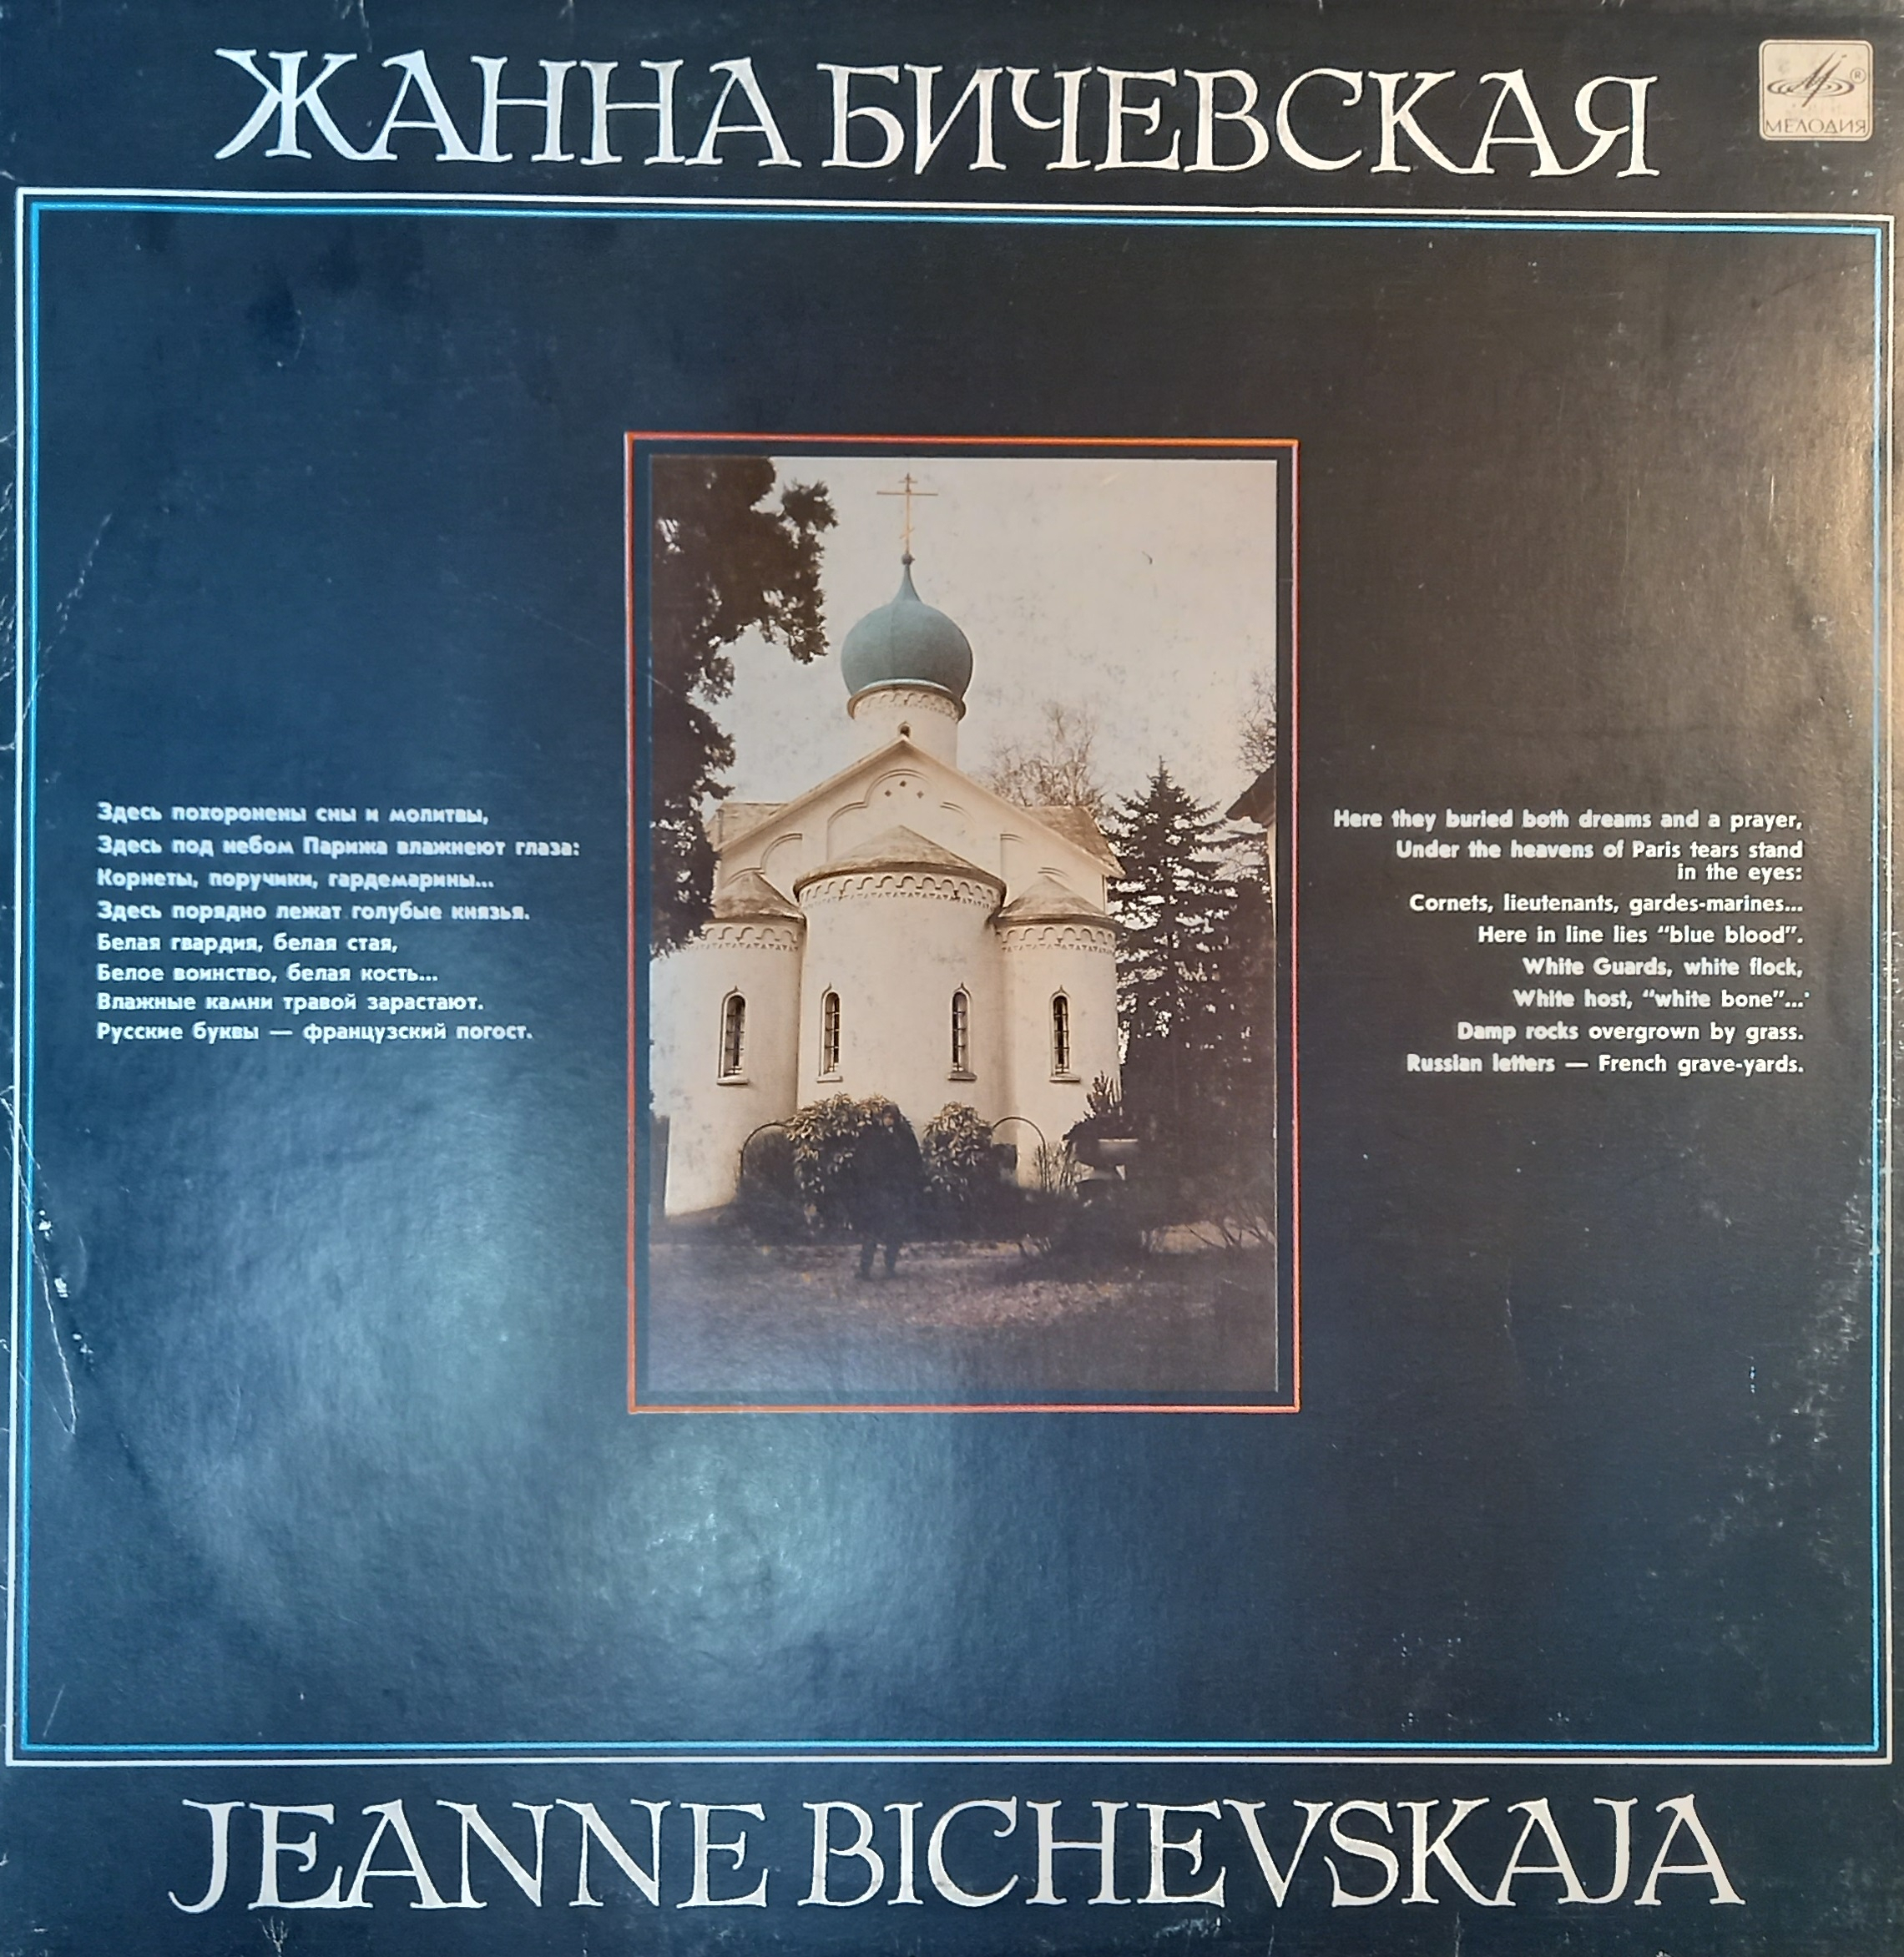 ЖАННА БИЧЕВСКАЯ
МЕЛОДИЯ ®
Здесь похоронены сны и молитвы,
Здесь под небом Парижа влажнеют глаза:
Корнеты, поручики, гардемарины...
Здесь порядно лежат голубые князья.
Белая гвардия, белая стая,
Белое воинство, белая кость...
Влажные камни травой зарастают.
Русские буквы — французский погост.
Here they buried both dreams and a prayer,
Under the heavens of Paris tears stand
in the eyes:
Cornets, lieutenants, gardes-marines...
Here in line lies “blue blood”.
White Guards, white flock,
White host, “white bone”...
Damp rocks overgrown by grass.
Russian letters — French grave-yards.
JEANNE BICHEVSKAJA